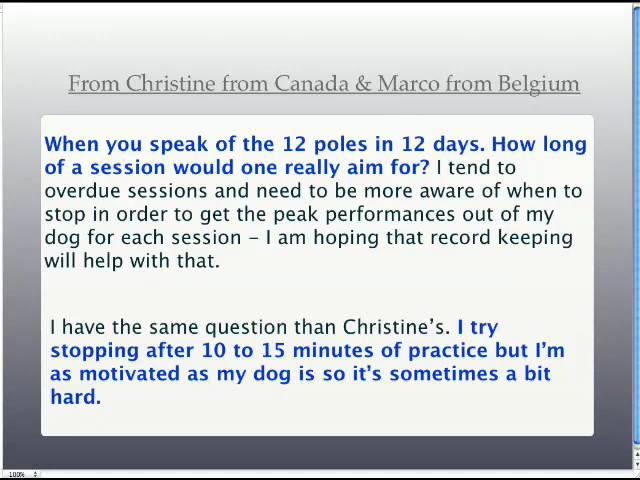 From Christine from Canada & Marco from Belgium
When you speak of the 12 poles in 12 days. How long
of a session would one really aim for? I tend to
overdue sessions and need to be more aware of when to
stop in order to get the peak performances out of my
dog for each session – I am hoping that record keeping
will help with that.
I have the same question than Christine's. I try
stopping after 10 to 15 minutes of practice but I'm
as motivated as my dog is so it's sometimes a bit
hard.
100%